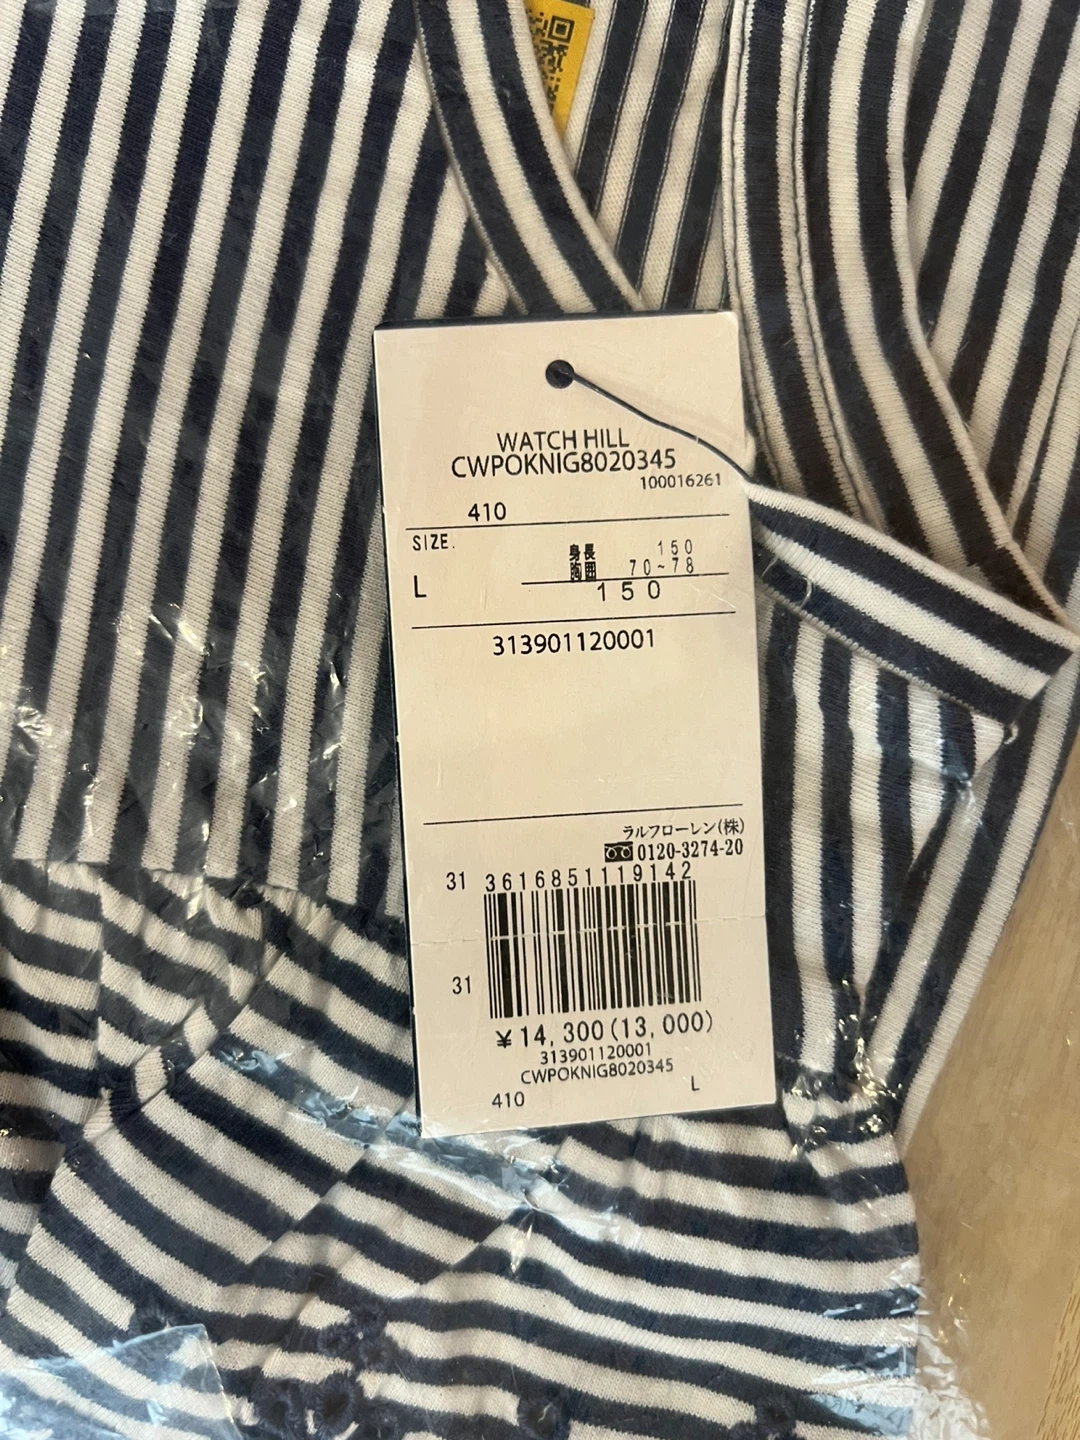 WATCH HILL
CWPOKNIG8020345
100016261
410
SIZE.
身長 150
胸囲 70~78
L 150
313901120001
ラルフローレン(株)
0120-3274-20
31 3616851119142
31
¥14,300(13,000)
313901120001
CWPOKNIG8020345
410 L